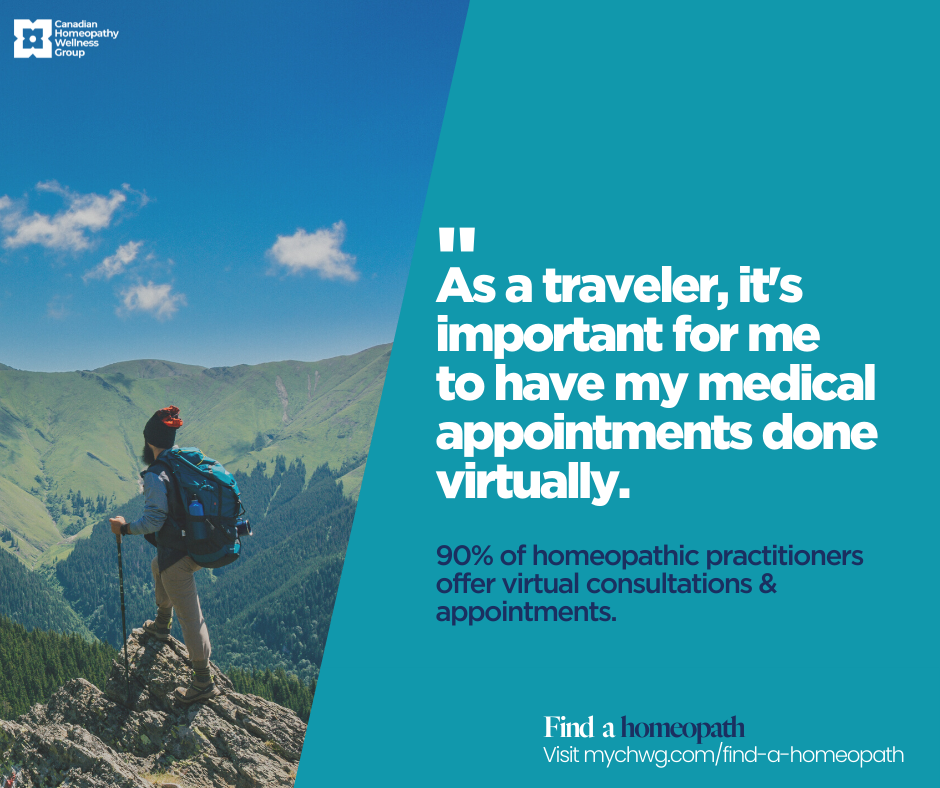 Canadian
Homeopathy
Wellness
Group
"
As a traveler, it's
important for me
to have my medical
appointments done
virtually.
90% of homeopathic practitioners
offer virtual consultations &
appointments.
Find a homeopath
Visit mychwg.com/find-a-homeopath